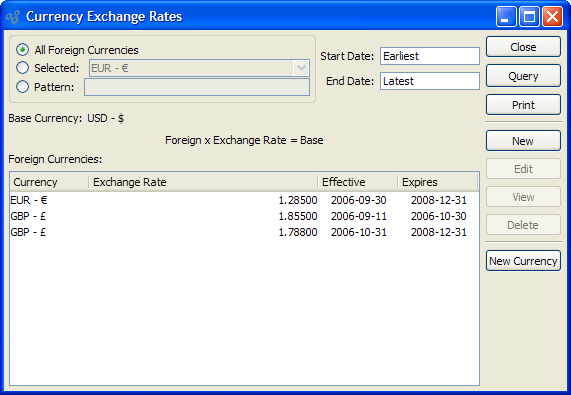 Currency Exchange Rates
All Foreign Currencies
Selected: EUR - €
Pattern:
Start Date: Earliest
End Date: Latest
Close
Query
Print
New
Edit
View
Delete
New Currency
Base Currency: USD - $
Foreign x Exchange Rate = Base
Foreign Currencies:
Currency Exchange Rate Effective Expires
EUR - € 1.28500 2006-09-30 2008-12-31
GBP - £ 1.85500 2006-09-11 2006-10-30
GBP - £ 1.78800 2006-10-31 2008-12-31